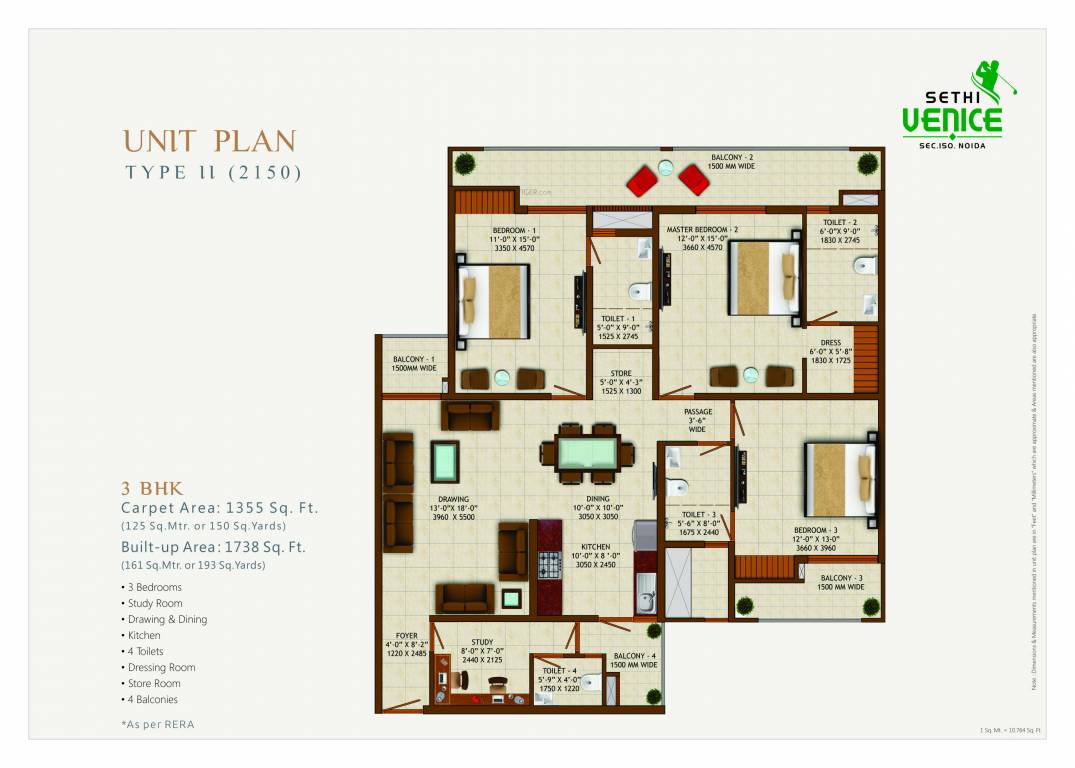 SETHI
VENICE
SEC.150. NOIDA
UNIT PLAN
TYPE II (2150)
BALCONY - 2
1500 MM WIDE
TIGER.com
BEDROOM - 1
11'-0" X 15'-0"
3350 X 4570
MASTER BEDROOM - 2
12'-0" X 15'-0"
3660 X 4570
TOILET - 2
6'-0"X 9'-0"
1830 X 2745
TOILET - 1
5'-0" X 9'-0"
1525 X 2745
DRESS
6'-0" X 5'-8"
1830 X 1725
BALCONY - 1
1500MM WIDE
STORE
5'-0" X 4'-3"
1525 X 1300
PASSAGE
3'-6"
WIDE
DRAWING
13'-0"X 18'-0"
3960 X 5500
DINING
10'-0" X 10'-0"
3050 X 3050
TOILET - 3
5'-6" X 8'-0"
1675 X 2440
BEDROOM - 3
12'-0" X 13-0"
3660 X 3960
KITCHEN
10'-0" X 8 '-0"
3050 X 2450
BALCONY - 3
1500 MM WIDE
FOYER
4'-0" X 8'-2"
1220 X 2485
STUDY
8'-0" X 7'-0"
2440 X 2125
BALCONY - 4
1500 MM WIDE
TOILET - 4
5'-9" X 4'-0"
1750 X 1220
3 BHK
Carpet Area: 1355 Sq. Ft.
(125 Sq.Mtr. or 150 Sq.Yards)
Built-up Area : 1738 Sq. Ft.
(161 Sq.Mtr. or 193 Sq.Yards)
• 3 Bedrooms
• Study Room
• Drawing & Dining
• Kitchen
• 4 Toilets
• Dressing Room
• Store Room
• 4 Balconies
*As per RERA
Note : Dimensions & Measurements mentioned in unit plan are in "Feet" and "Millimeters" which are approximate & Areas mentioned are also appropriate.
1 Sq. Mt. = 10.764 Sq. Ft.